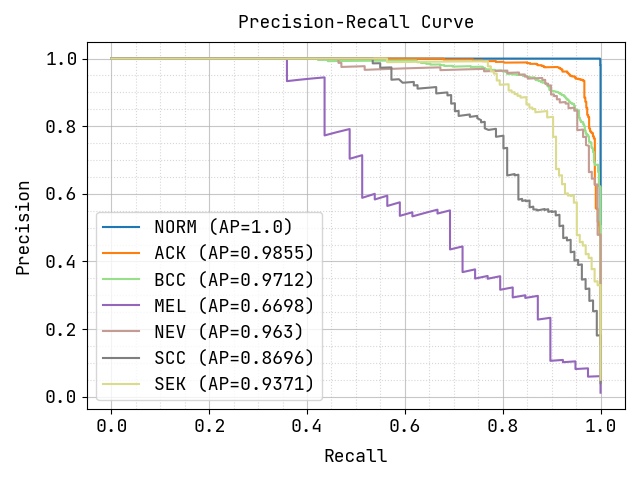 Precision-Recall Curve
Precision
1.0
0.8
0.6
0.4
0.2
0.0
NORM (AP=1.0)
ACK (AP=0.9855)
BCC (AP=0.9712)
MEL (AP=0.6698)
NEV (AP=0.963)
SCC (AP=0.8696)
SEK (AP=0.9371)
0.0 0.2 0.4 0.6 0.8 1.0
Recall